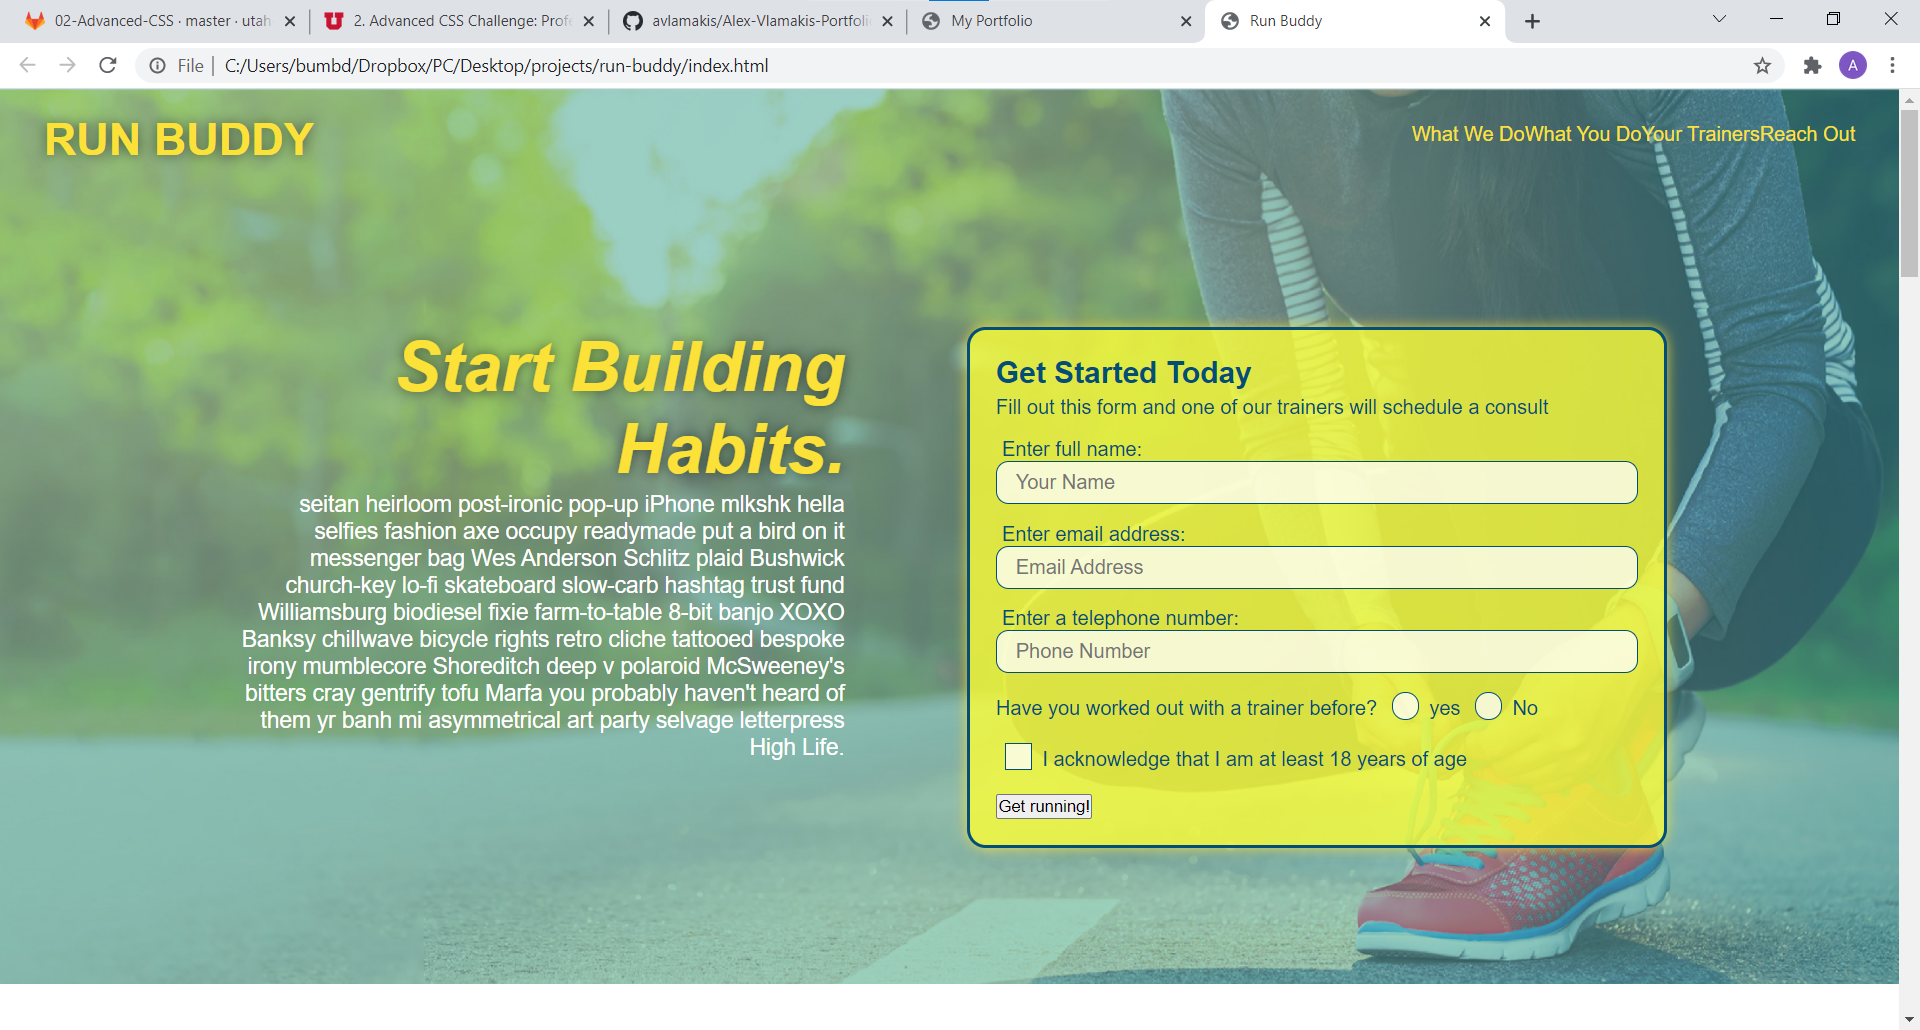 02-Advanced-CSS · master · utah
2. Advanced CSS Challenge: Profe
avlamakis/Alex-Vlamakis-Portfolio
My Portfolio
Run Buddy
File
C:/Users/bumbd/Dropbox/PC/Desktop/projects/run-buddy/index.html
A
RUN BUDDY
What We DoWhat You DoYour TrainersReach Out
Start Building
Habits.
seitan heirloom post-ironic pop-up iPhone mlkshk hella
selfies fashion axe occupy readymade put a bird on it
messenger bag Wes Anderson Schlitz plaid Bushwick
church-key lo-fi skateboard slow-carb hashtag trust fund
Williamsburg biodiesel fixie farm-to-table 8-bit banjo XOXO
Banksy chillwave bicycle rights retro cliche tattooed bespoke
irony mumblecore Shoreditch deep v polaroid McSweeney's
bitters cray gentrify tofu Marfa you probably haven't heard of
them yr banh mi asymmetrical art party selvage letterpress
High Life.
Get Started Today
Fill out this form and one of our trainers will schedule a consult
Enter full name:
Your Name
Enter email address:
Email Address
Enter a telephone number:
Phone Number
Have you worked out with a trainer before? yes No
I acknowledge that I am at least 18 years of age
Get running!